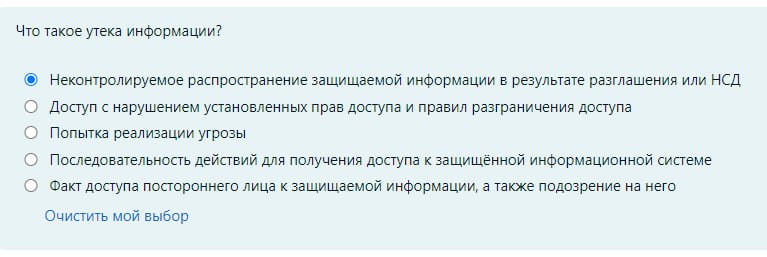 Что такое утека информации?
Неконтролируемое распространение защищаемой информации в результате разглашения или НСД
Доступ с нарушением установленных прав доступа и правил разграничения доступа
Попытка реализации угрозы
Последовательность действий для получения доступа к защищённой информационной системе
Факт доступа постороннего лица к защищаемой информации, а также подозрение на него
Очистить мой выбор